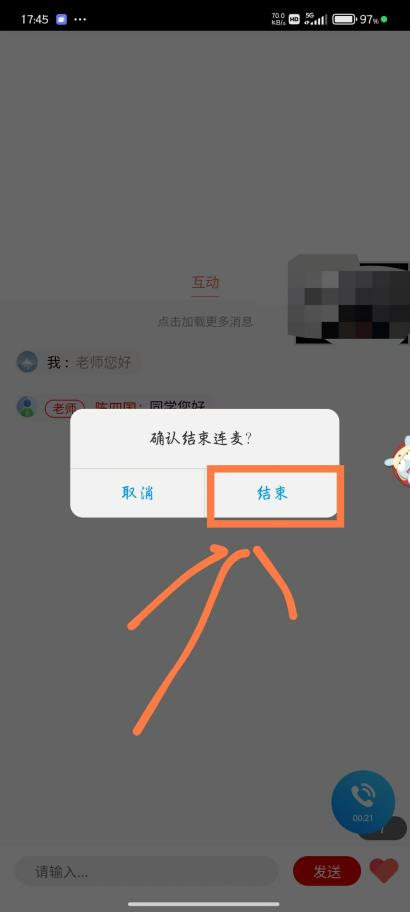 17:45
70.0 KB/s HD 5G 97%
互动
点击加载更多消息
我：老师您好
老师 陈四国：同学您好
确认结束连麦？
取消 结束
00:21
请输入... 发送